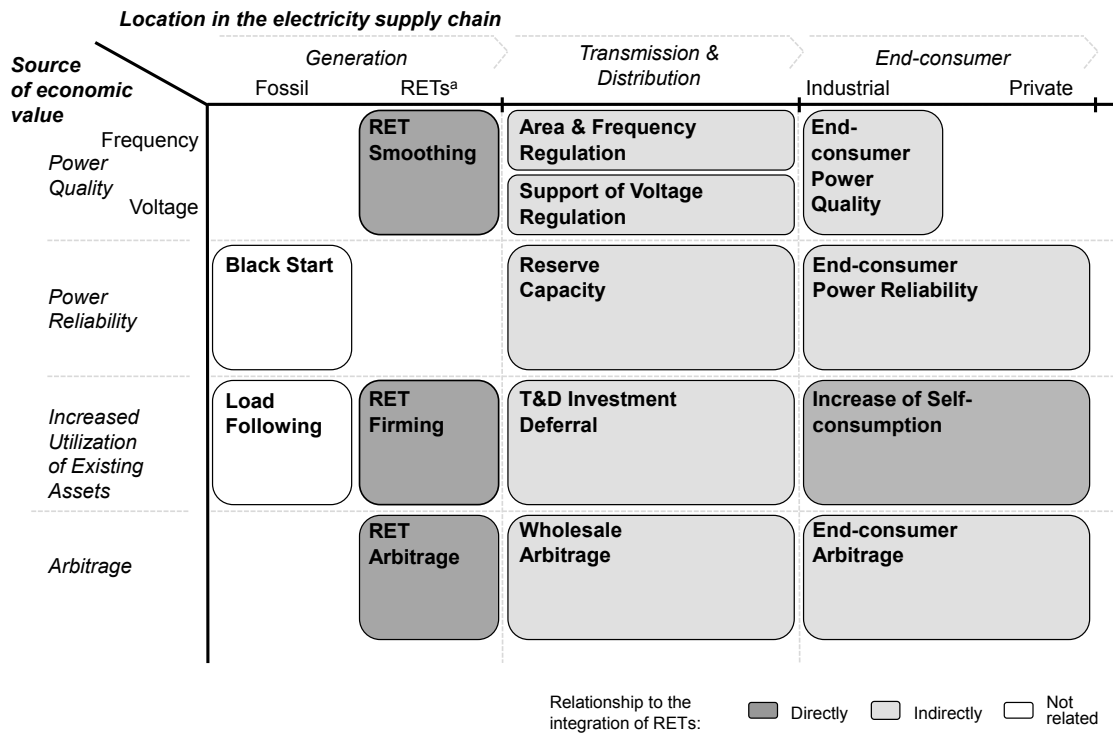 Location in the electricity supply chain
Source
of economic
value
Generation
Transmission &
Distribution
End-consumer
Fossil
RETsᵃ
Industrial
Private
Power
Quality
Frequency
Voltage
RET
Smoothing
Area & Frequency
Regulation
Support of Voltage
Regulation
End-
consumer
Power
Quality
Power
Reliability
Black Start
Reserve
Capacity
End-consumer
Power Reliability
Increased
Utilization
of Existing
Assets
Load
Following
RET
Firming
T&D Investment
Deferral
Increase of Self-
consumption
Arbitrage
RET
Arbitrage
Wholesale
Arbitrage
End-consumer
Arbitrage
Relationship to the
integration of RETs:
Directly
Indirectly
Not
related